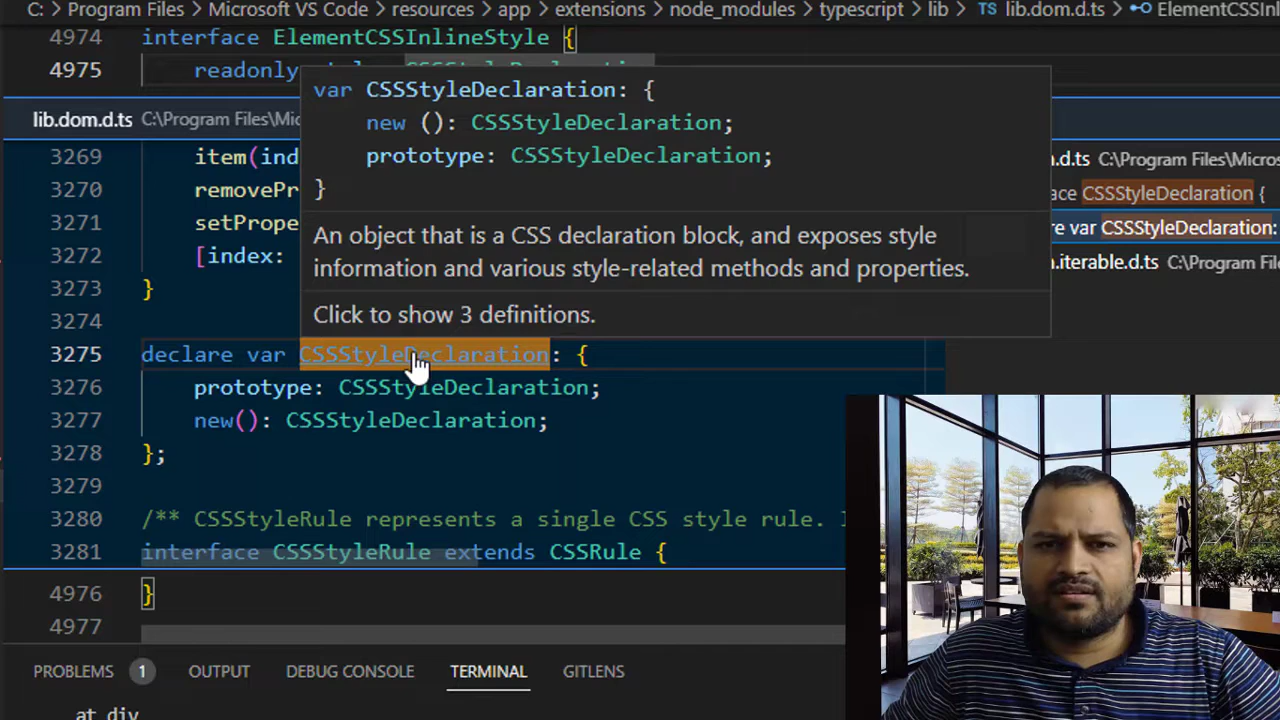 C: > Program Files > Microsoft VS Code > resources > app > extensions > node_modules > typescript > lib > TS lib.dom.d.ts > ElementCSSInl
4974 interface ElementCSSInlineStyle {
4975 readonly
lib.dom.d.ts C:\Program Files\Mi
var CSSStyleDeclaration: {
new (): CSSStyleDeclaration;
prototype: CSSStyleDeclaration;
}
An object that is a CSS declaration block, and exposes style
information and various style-related methods and properties.
Click to show 3 definitions.
3269 item(ind
3270 removePr
3271 setPrope
3272 [index:
3273 }
3274
3275 declare var CSSStyleDeclaration: {
3276 prototype: CSSStyleDeclaration;
3277 new(): CSSStyleDeclaration;
3278 };
3279
3280 /** CSSStyleRule represents a single CSS style rule.
3281 interface CSSStyleRule extends CSSRule {
.d.ts C:\Program Files\Micros
ace CSSStyleDeclaration {
re var CSSStyleDeclaration:
.iterable.d.ts C:\Program Fil
4976 }
4977
PROBLEMS 1 OUTPUT DEBUG CONSOLE TERMINAL GITLENS
at div